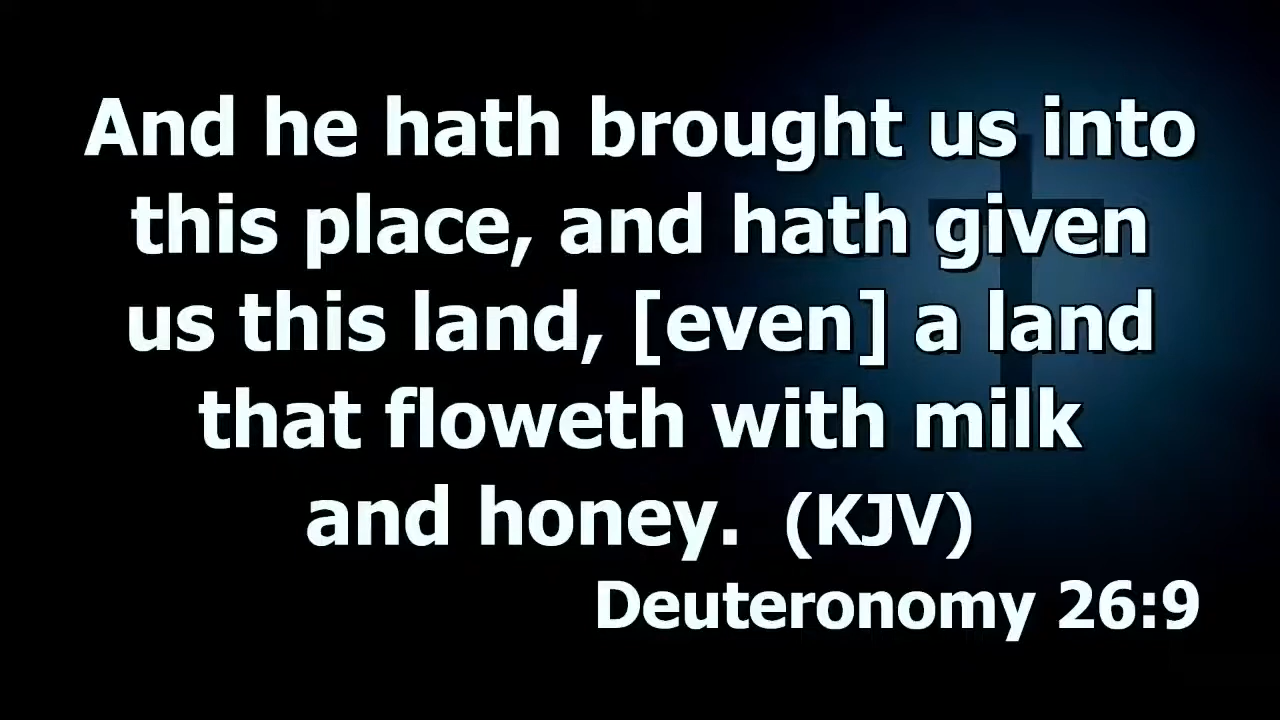 And he hath brought us into
this place, and hath given
us this land, [even] a land
that floweth with milk
and honey.  (KJV)
Deuteronomy 26:9